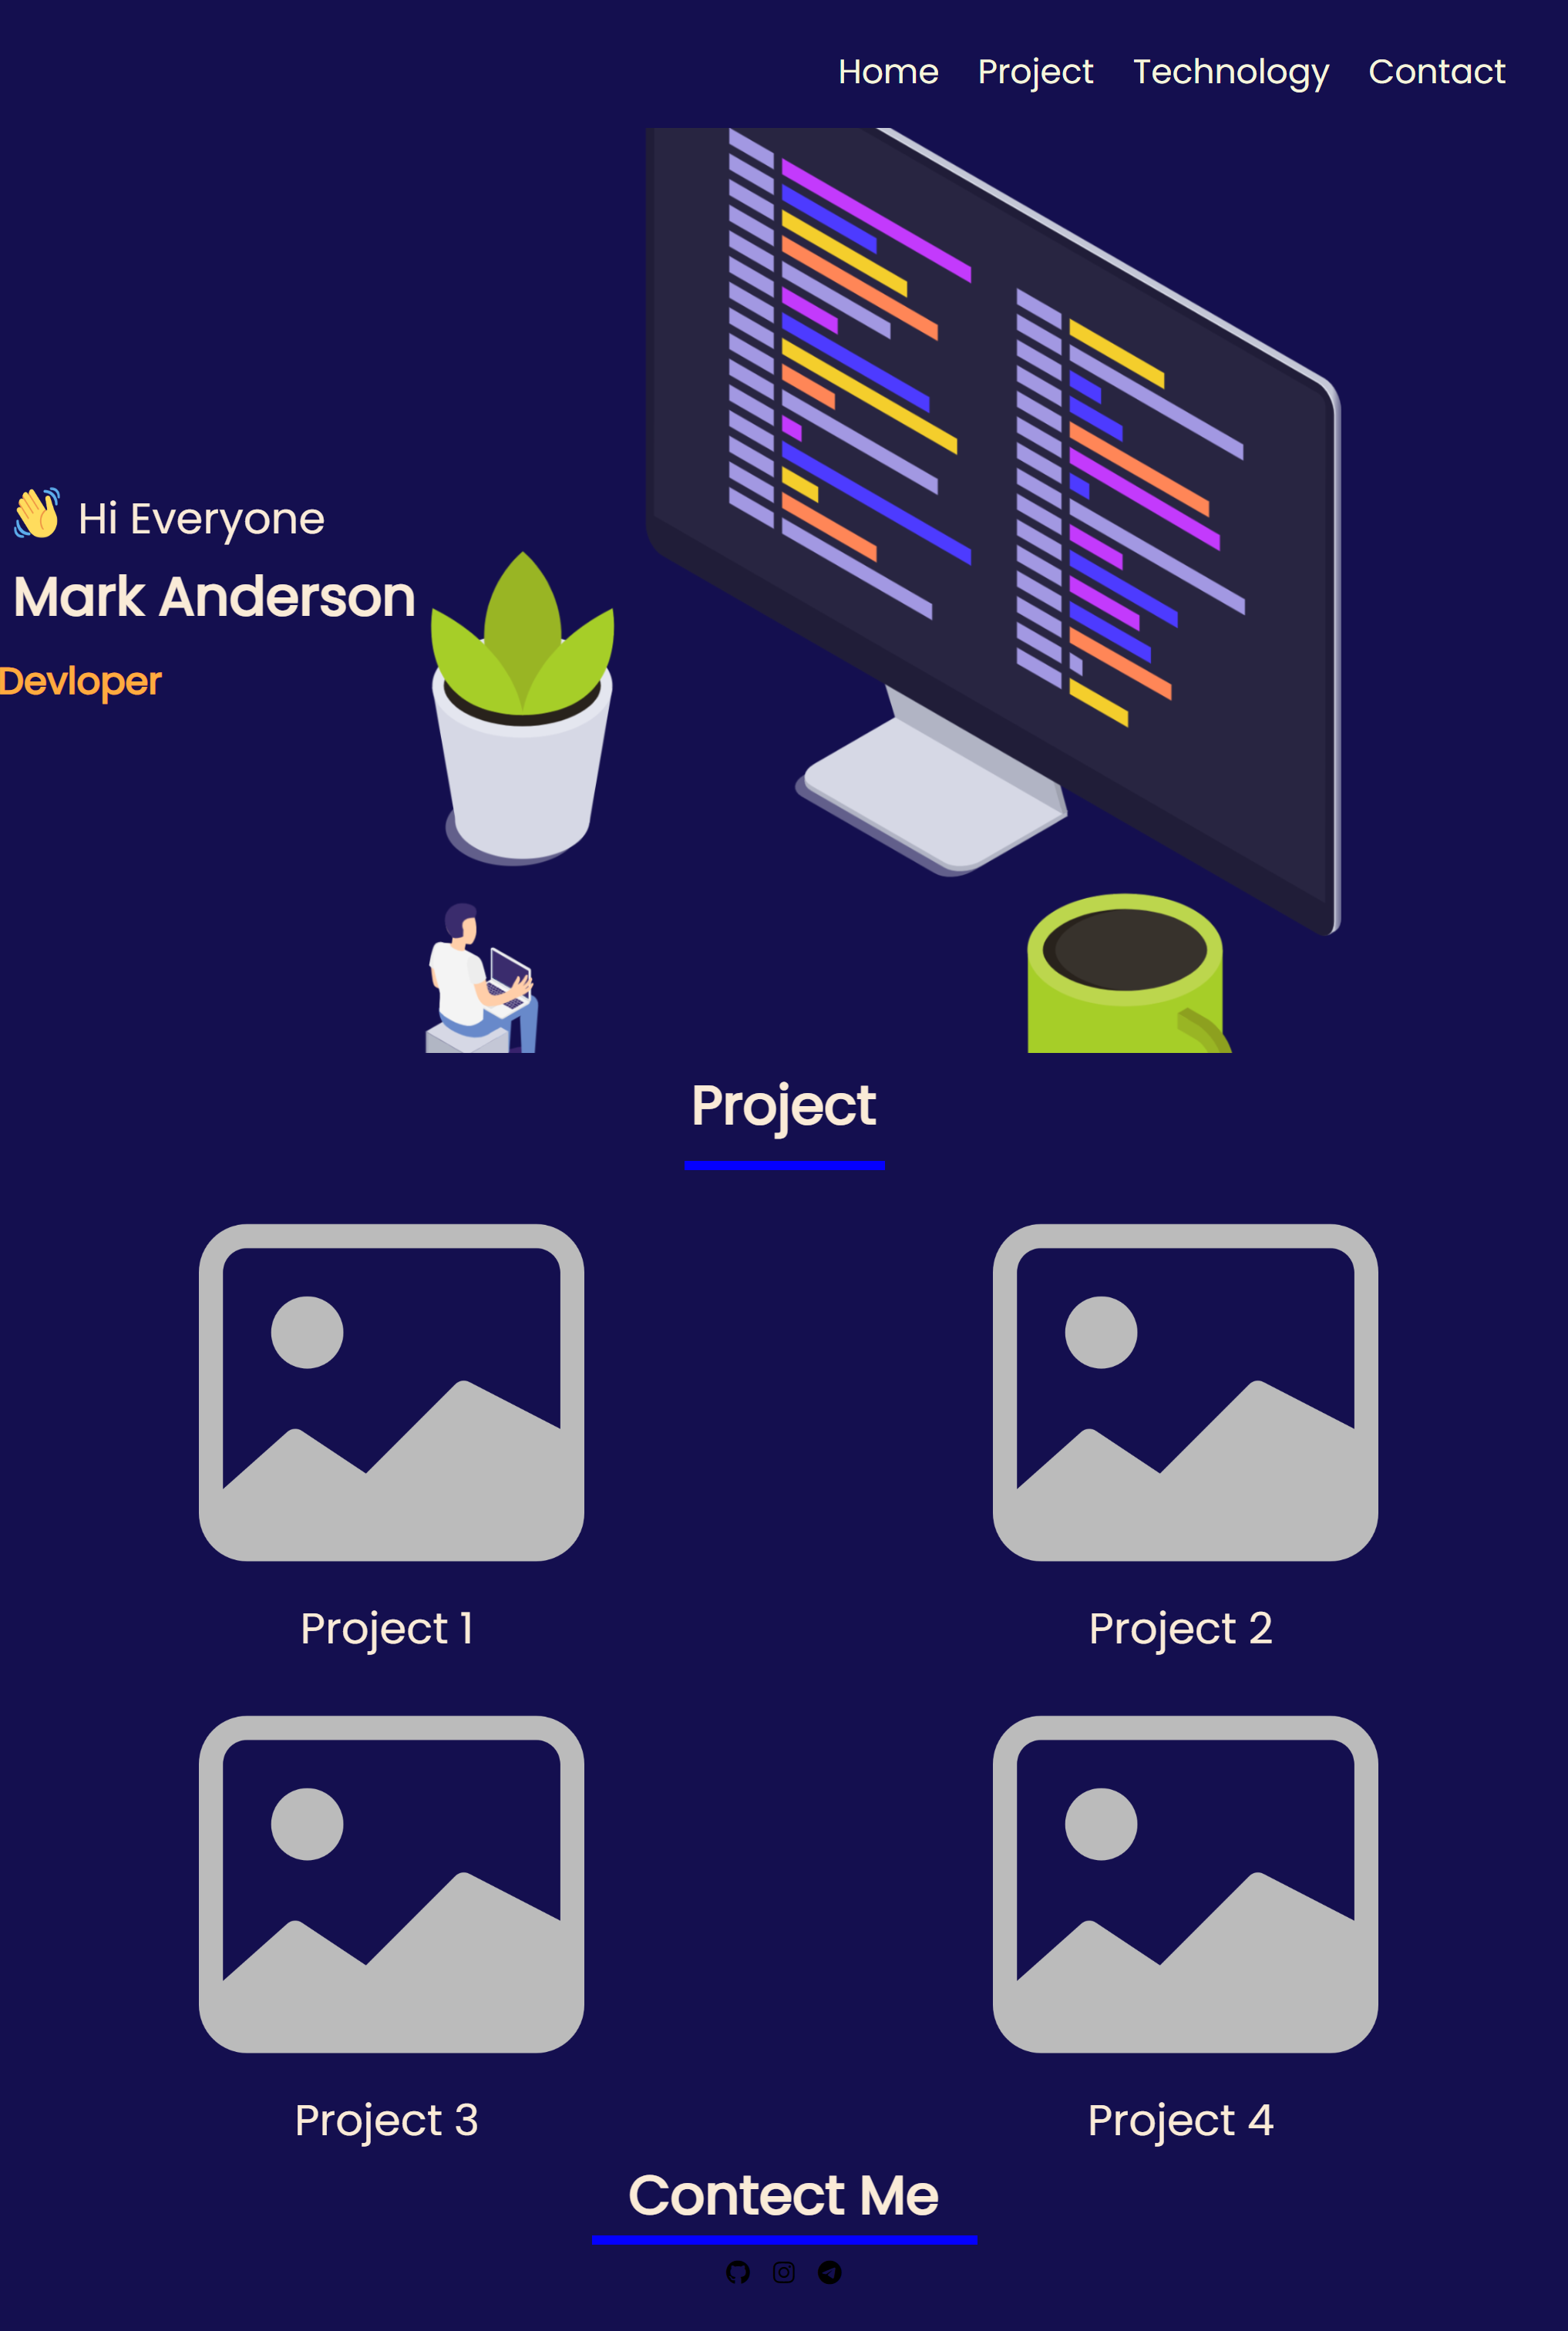 Home Project Technology Contact
👋 Hi Everyone
Mark Anderson
Devloper
Project
Project 1
Project 2
Project 3
Project 4
Contect Me